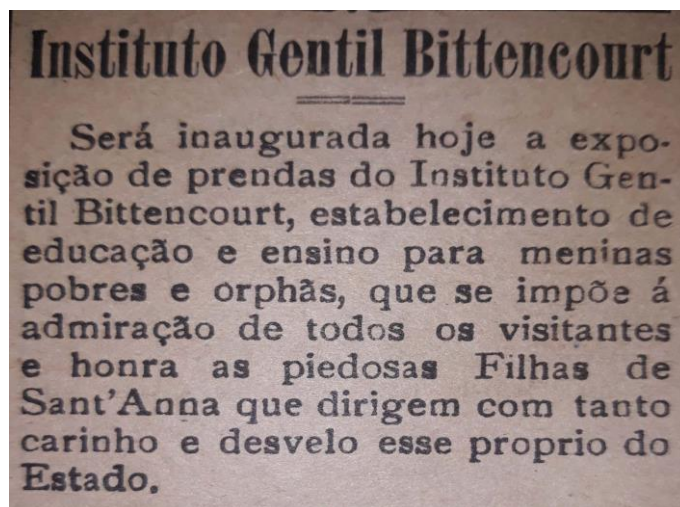 Instituto Gentil Bittencourt
Será inaugurada hoje a expo-
sição de prendas do Instituto Gen-
til Bittencourt, estabelecimento de
educação e ensino para meninas
pobres e orphãs, que se impõe á
admiração de todos os visitantes
e honra as piedosas Filhas de
Sant'Anna que dirigem com tanto
carinho e desvelo esse proprio do
Estado.